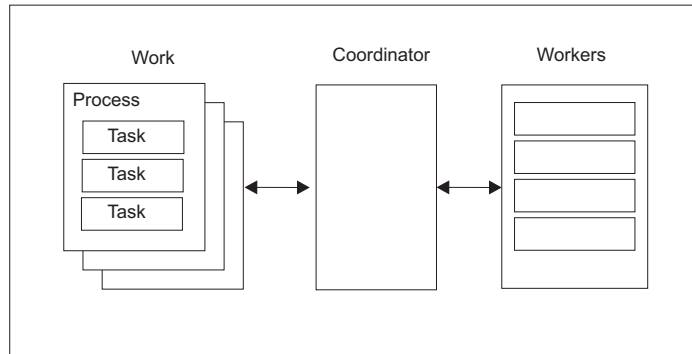 Work
Coordinator
Workers
Process
Task
Task
Task